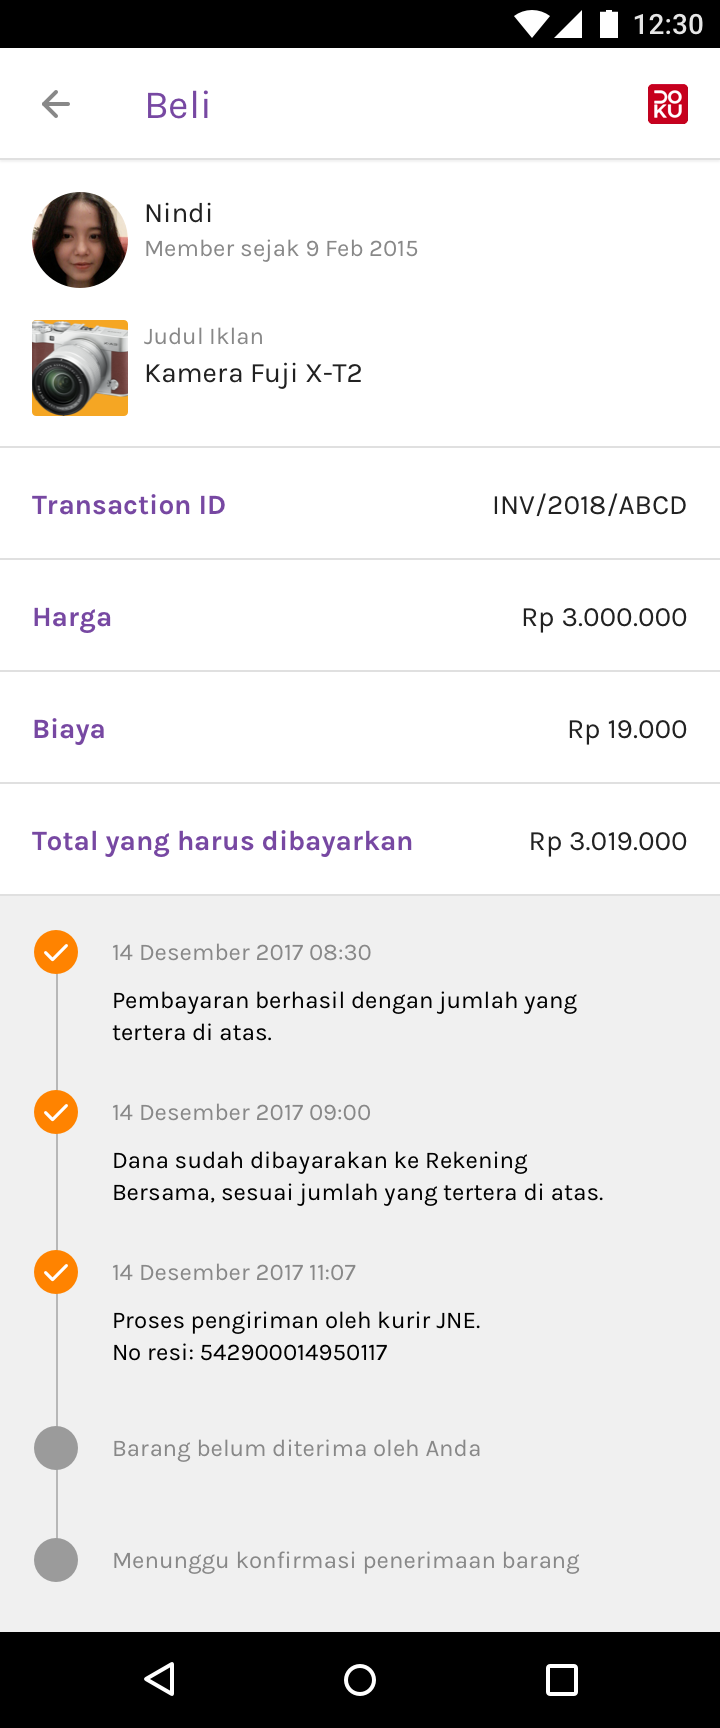 12:30
Beli
DOKU
Nindi
Member sejak 9 Feb 2015
Judul Iklan
Kamera Fuji X-T2
Transaction ID
INV/2018/ABCD
Harga
Rp 3.000.000
Biaya
Rp 19.000
Total yang harus dibayarkan
Rp 3.019.000
14 Desember 2017 08:30
Pembayaran berhasil dengan jumlah yang
tertera di atas.
14 Desember 2017 09:00
Dana sudah dibayarakan ke Rekening
Bersama, sesuai jumlah yang tertera di atas.
14 Desember 2017 11:07
Proses pengiriman oleh kurir JNE.
No resi: 542900014950117
Barang belum diterima oleh Anda
Menunggu konfirmasi penerimaan barang